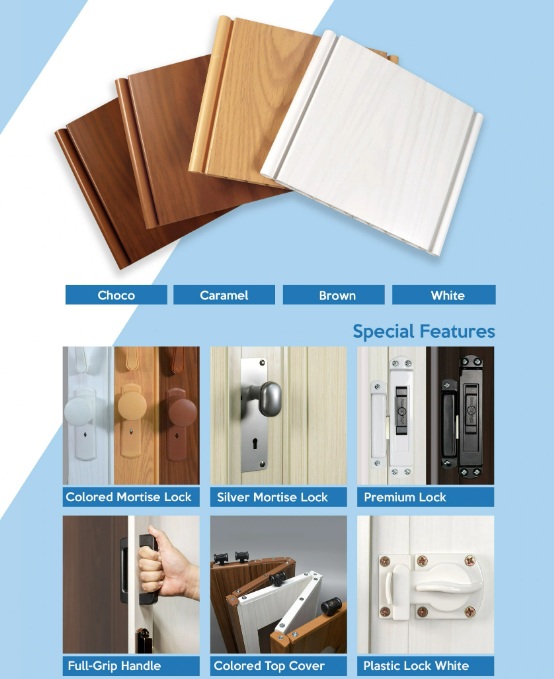 Choco
Caramel
Brown
White
Special Features
Colored Mortise Lock
Silver Mortise Lock
Premium Lock
Full-Grip Handle
Colored Top Cover
Plastic Lock White